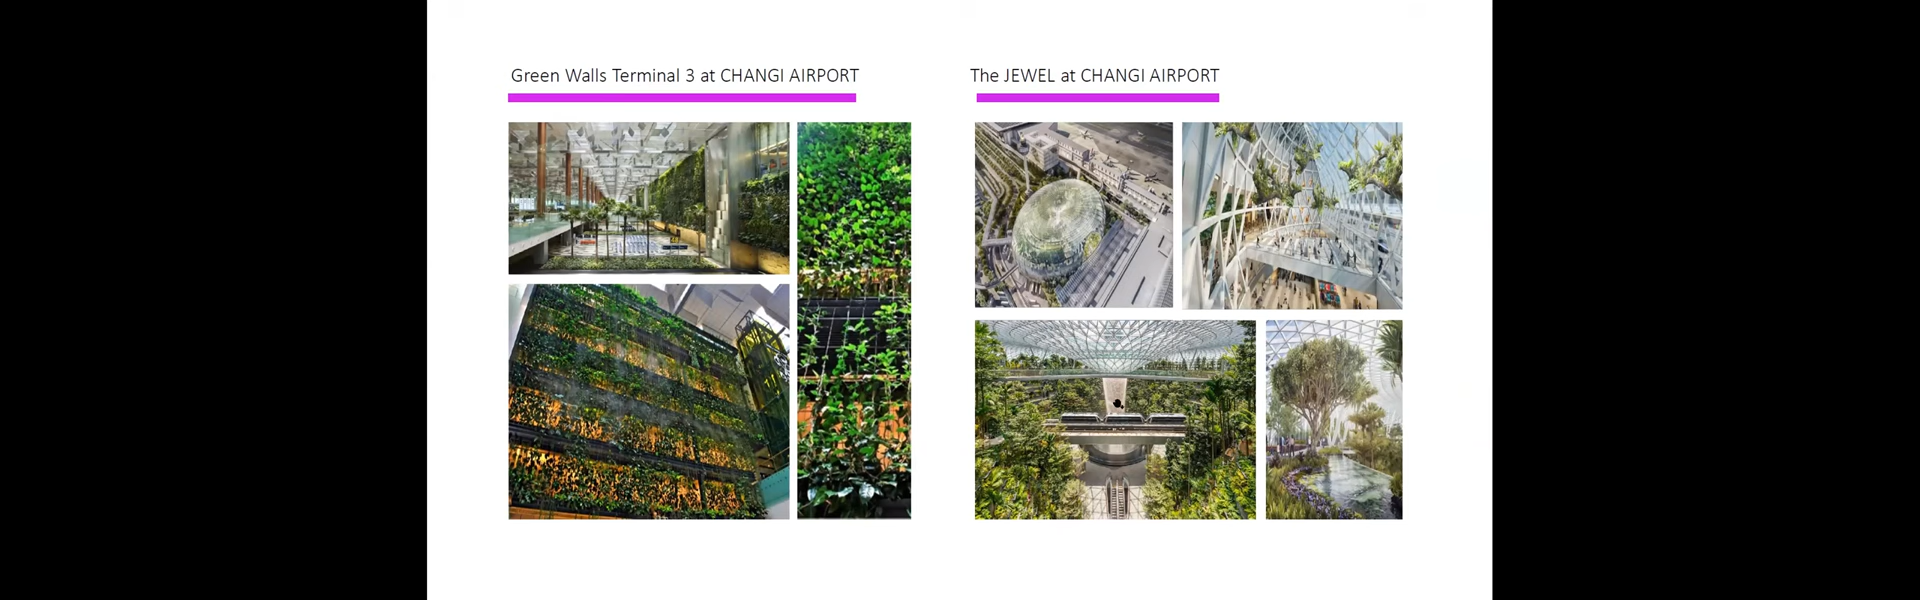 Green Walls Terminal 3 at CHANGI AIRPORT
The JEWEL at CHANGI AIRPORT